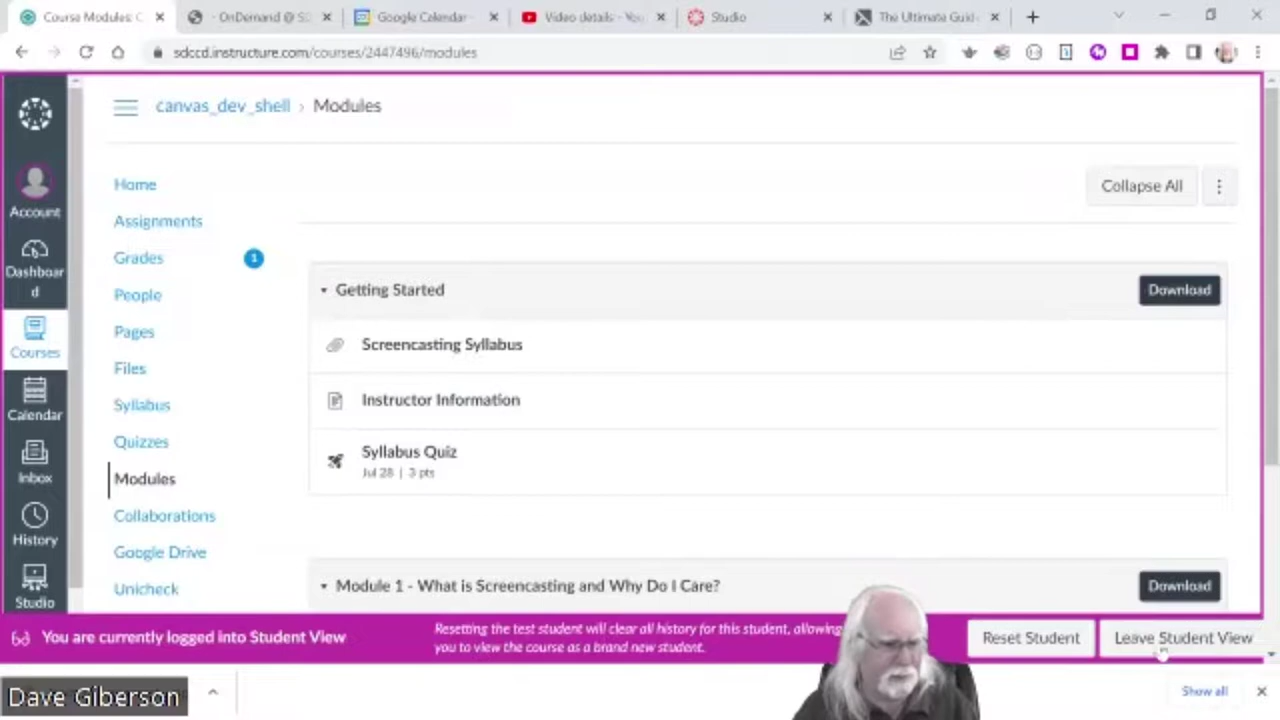 Course Modules: C
OnDemand @ S
Google Calendar -
Video details - You
Studio
The Ultimate Guid
sdccd.instructure.com/courses/2447496/modules
canvas_dev_shell › Modules
Account
Dashboar
d
Courses
Calendar
Inbox
History
Studio
Home
Assignments
Grades
1
People
Pages
Files
Syllabus
Quizzes
Modules
Collaborations
Google Drive
Unicheck
Collapse All
Getting Started
Download
Screencasting Syllabus
Instructor Information
Syllabus Quiz
Jul 28 | 3 pts
Module 1 - What is Screencasting and Why Do I Care?
Download
You are currently logged into Student View
Resetting the test student will clear all history for this student, allowing
you to view the course as a brand new student.
Reset Student
Leave Student View
Dave Giberson
Show all